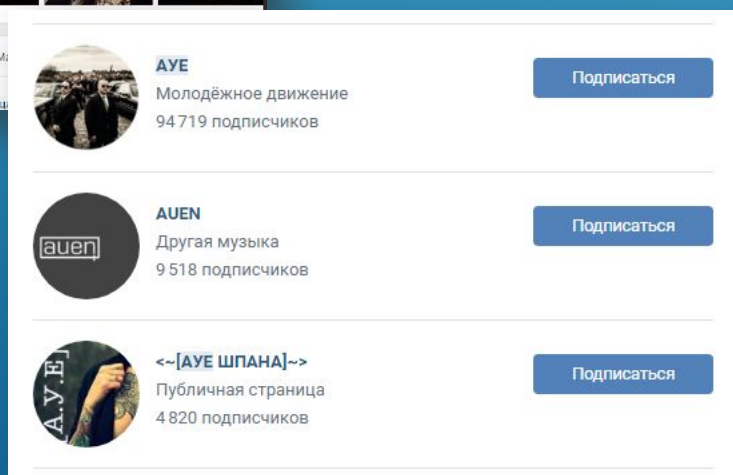 АУЕ
Молодёжное движение
94 719 подписчиков
Подписаться
AUEN
Другая музыка
9 518 подписчиков
Подписаться
auen
<~[АУЕ ШПАНА]~>
Публичная страница
4 820 подписчиков
Подписаться
[А.У.Е]